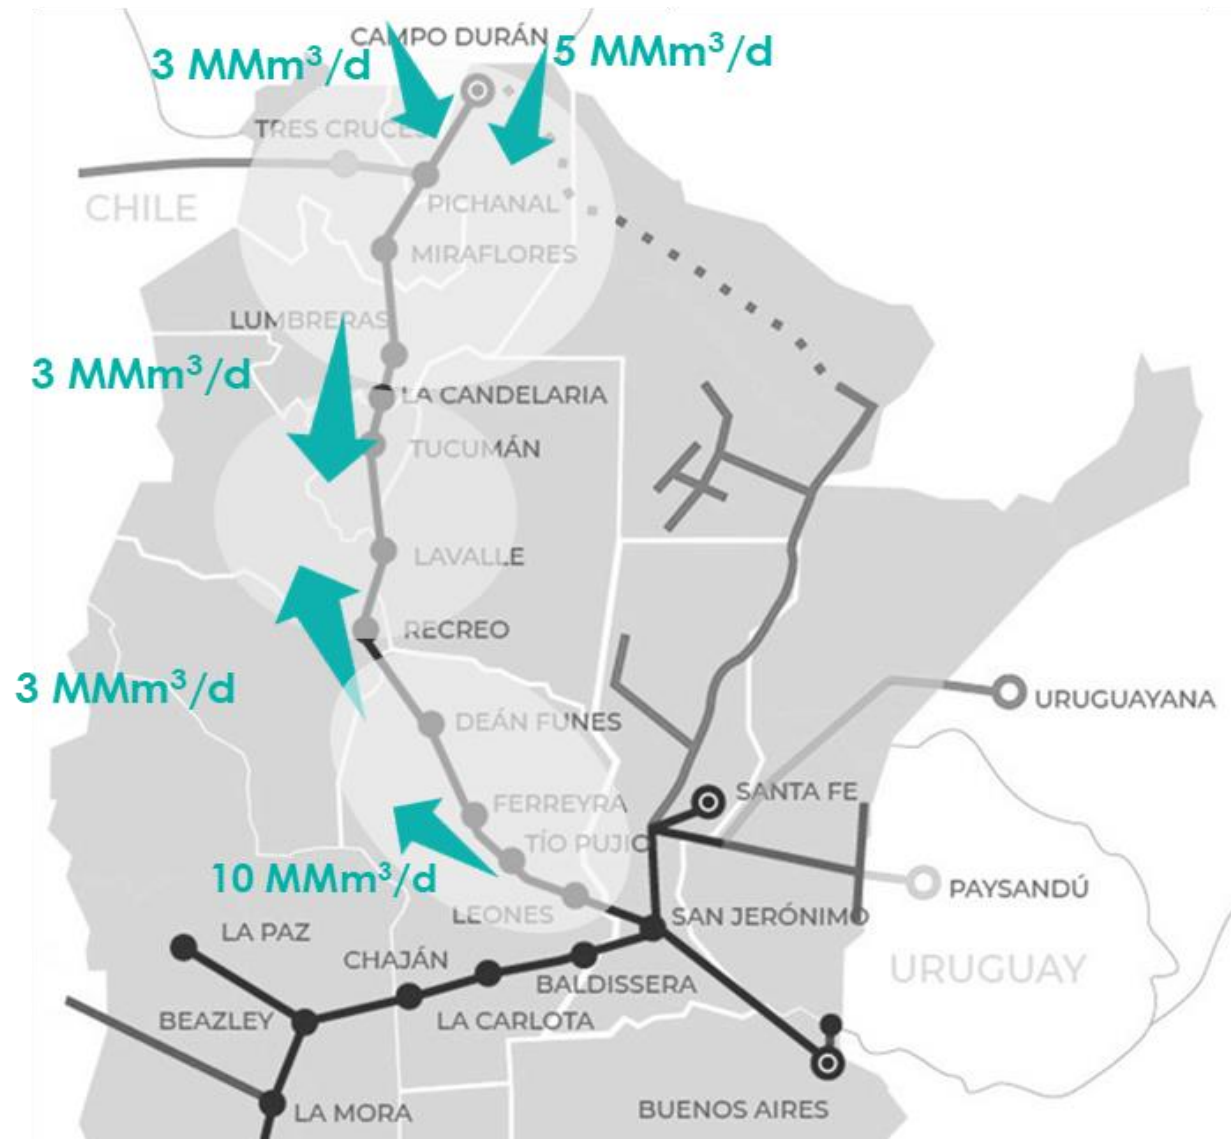 CAMPO DURÁN
3 MMm³/d
5 MMm³/d
TRES CRUCES
CHILE
PICHANAL
MIRAFLORES
LUMBRERAS
3 MMm³/d
LA CANDELARIA
TUCUMÁN
LAVALLE
RECREO
3 MMm³/d
URUGUAYANA
DEÁN FUNES
SANTA FE
FERREYRA
TÍO PUJIO
10 MMm³/d
PAYSANDÚ
LEONES
SAN JERÓNIMO
LA PAZ
CHAJÁN
URUGUAY
BALDISSERA
BEAZLEY
LA CARLOTA
LA MORA
BUENOS AIRES